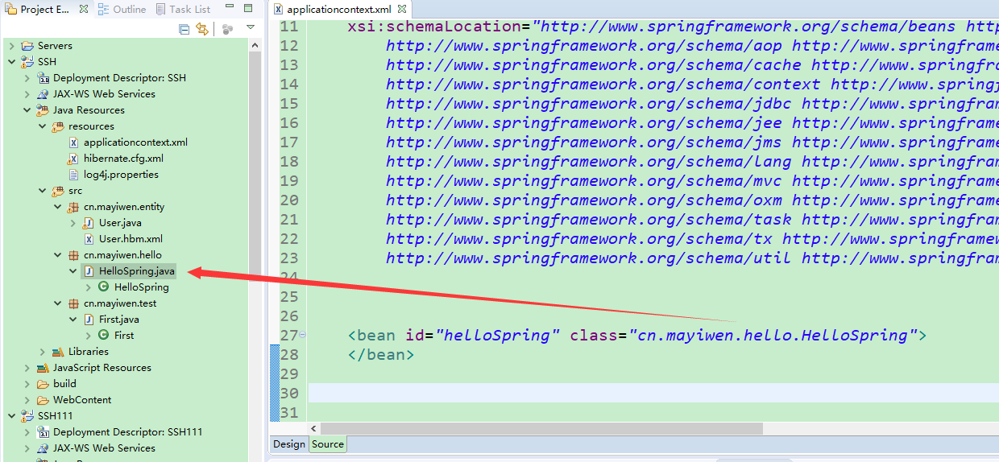 Project E...
Outline
Task List
Servers
SSH
Deployment Descriptor: SSH
JAX-WS Web Services
Java Resources
resources
applicationcontext.xml
hibernate.cfg.xml
log4j.properties
src
cn.mayiwen.entity
User.java
User.hbm.xml
cn.mayiwen.hello
HelloSpring.java
HelloSpring
cn.mayiwen.test
First.java
First
Libraries
JavaScript Resources
build
WebContent
SSH111
Deployment Descriptor: SSH111
JAX-WS Web Services
applicationcontext.xml
11 xsi:schemaLocation="http://www.springframework.org/schema/beans http
12 http://www.springframework.org/schema/aop http://www.springframe
13 http://www.springframework.org/schema/cache http://www.springfra
14 http://www.springframework.org/schema/context http://www.springf
15 http://www.springframework.org/schema/jdbc http://www.springfram
16 http://www.springframework.org/schema/jee http://www.springframe
17 http://www.springframework.org/schema/jms http://www.springframe
18 http://www.springframework.org/schema/lang http://www.springfram
19 http://www.springframework.org/schema/mvc http://www.springframe
20 http://www.springframework.org/schema/oxm http://www.springframe
21 http://www.springframework.org/schema/task http://www.springfram
22 http://www.springframework.org/schema/tx http://www.springframew
23 http://www.springframework.org/schema/util http://www.springfram
24
25
26
27 <bean id="helloSpring" class="cn.mayiwen.hello.HelloSpring">
28 </bean>
29
30
31
Design
Source